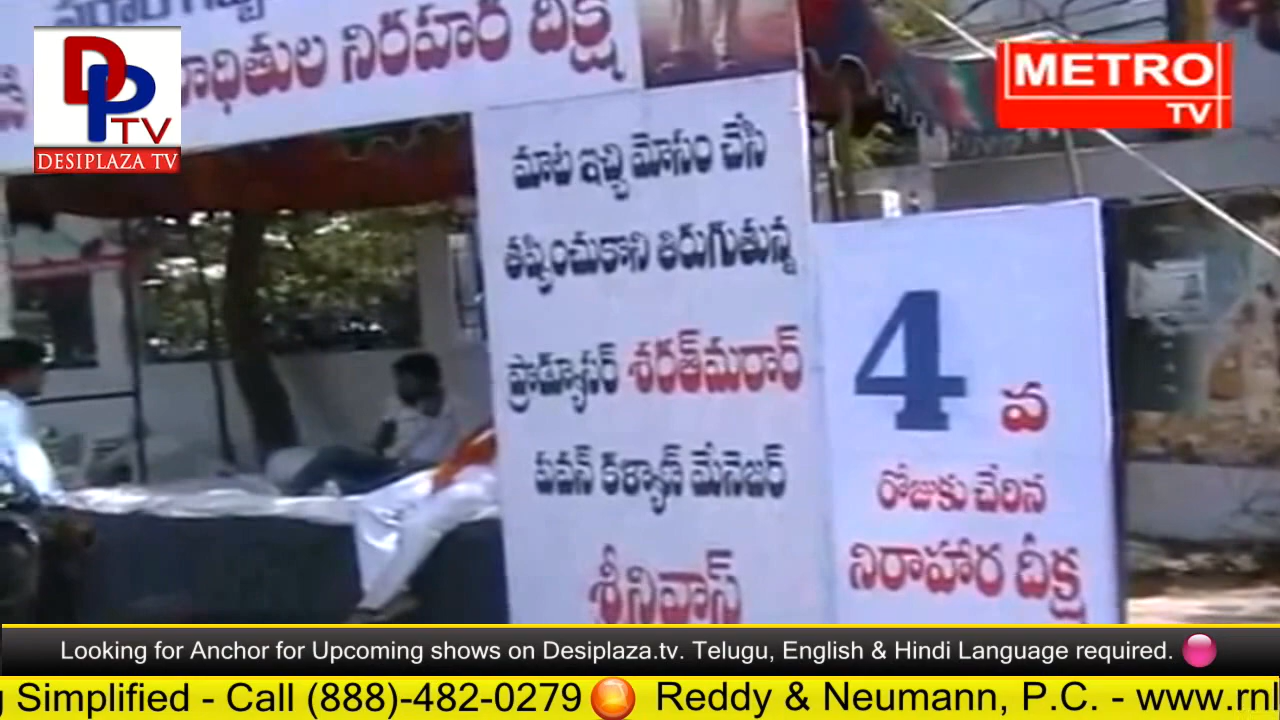 బాధితుల నిరాహార దీక్ష
DP TV
DESIPLAZA TV
METRO
TV
మాట ఇచ్చి మోసం చేసి
తప్పించుకొని తిరుగుతున్న
ప్రొడ్యూసర్ శరత్‌మరార్
పవన్ కళ్యాణ్ మేనెజర్
శ్రీనివాస్
4 వ
రోజుకు చేరిన
నిరాహార దీక్ష
Looking for Anchor for Upcoming shows on Desiplaza.tv. Telugu, English & Hindi Language required.
g Simplified - Call (888)-482-0279 Reddy & Neumann, P.C. - www.rnl